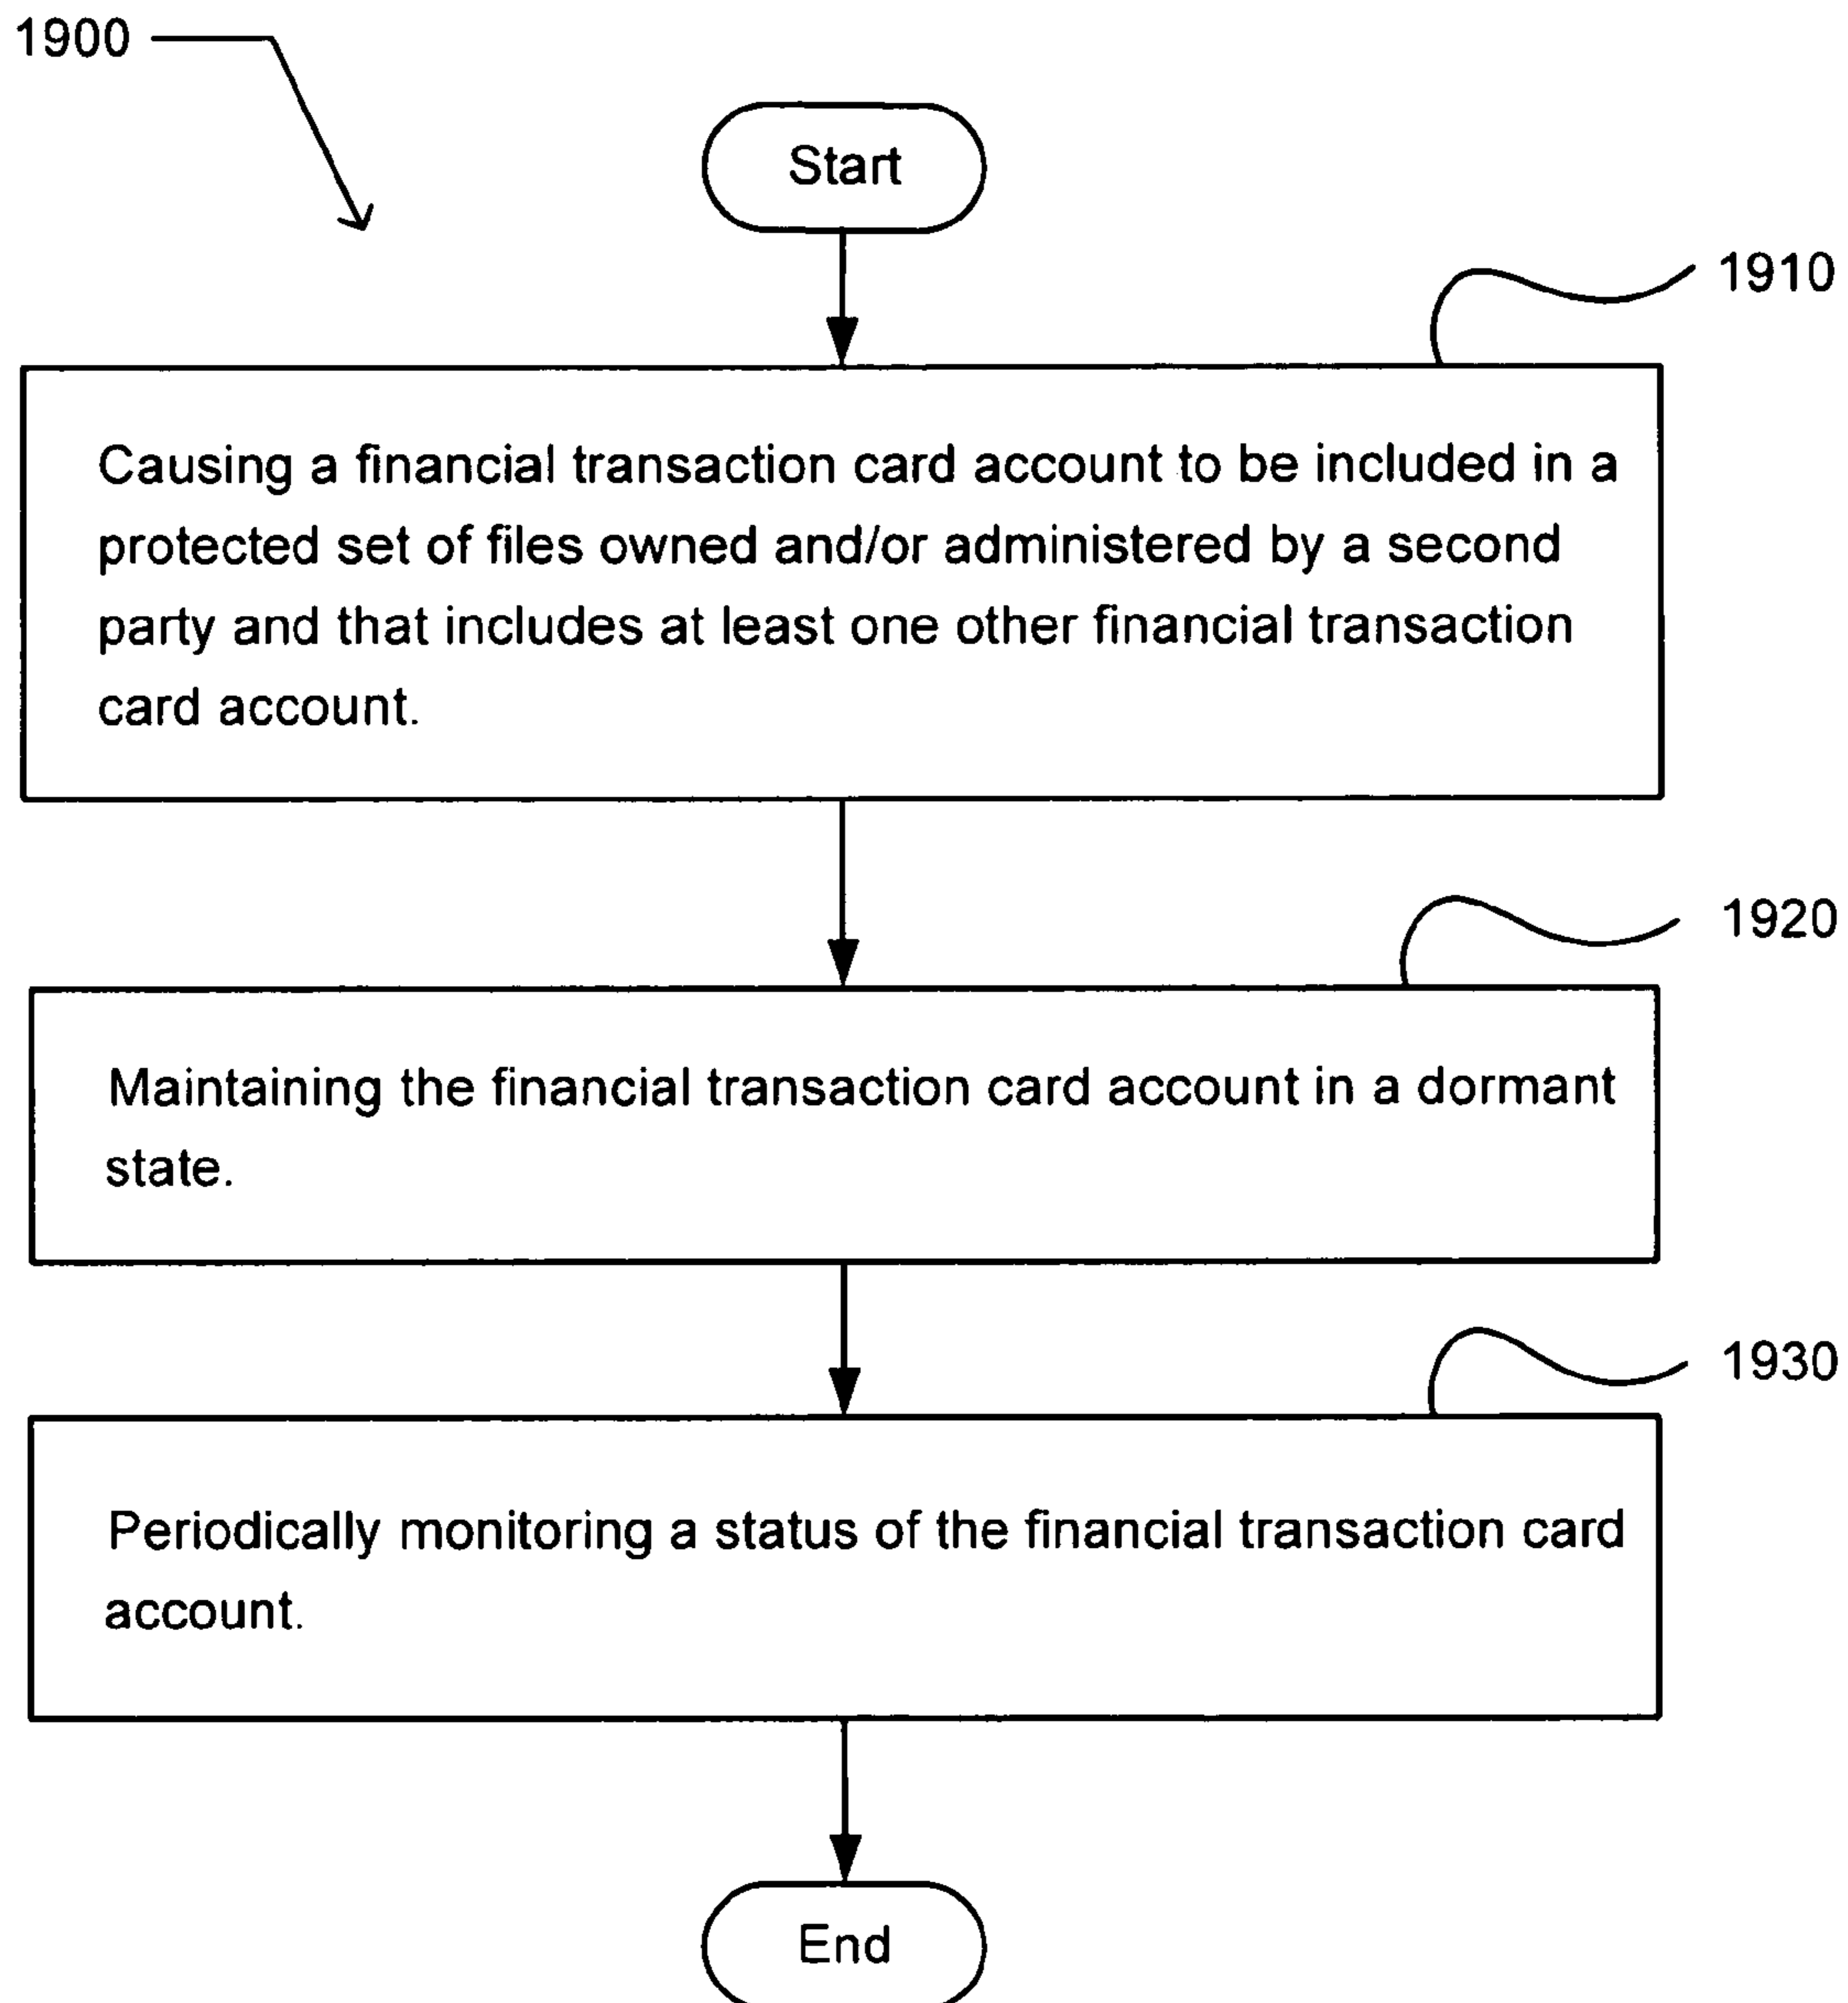 1900
Start
1910
Causing a financial transaction card account to be included in a
protected set of files owned and/or administered by a second
party and that includes at least one other financial transaction
card account.
1920
Maintaining the financial transaction card account in a dormant
state.
1930
Periodically monitoring a status of the financial transaction card
account.
End